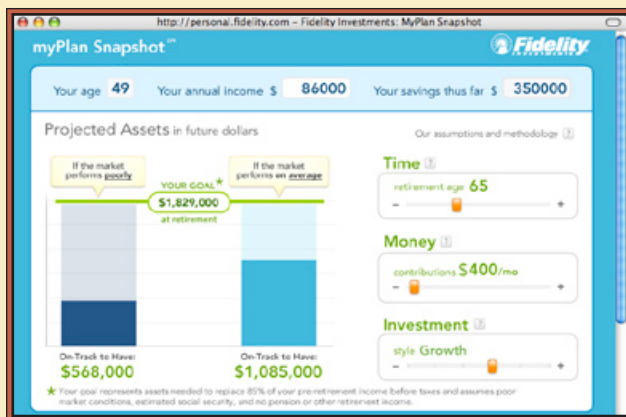 http://personal.fidelity.com – Fidelity Investments: MyPlan Snapshot
myPlan Snapshot℠
Fidelity
INVESTMENTS
Your age 49 Your annual income $ 86000 Your savings thus far $ 350000
Projected Assets in future dollars
Our assumptions and methodology ?
If the market
performs poorly
YOUR GOAL*
$1,829,000
at retirement
If the market
performs on average
Time ?
retirement age 65
- +
Money ?
contributions $400/mo
- +
Investment ?
style Growth
- +
On-Track to Have:
$568,000
On-Track to Have:
$1,085,000
★ Your goal represents assets needed to replace 85% of your pre-retirement income before taxes and assumes poor
market conditions, estimated social security, and no pension or other retirement income.